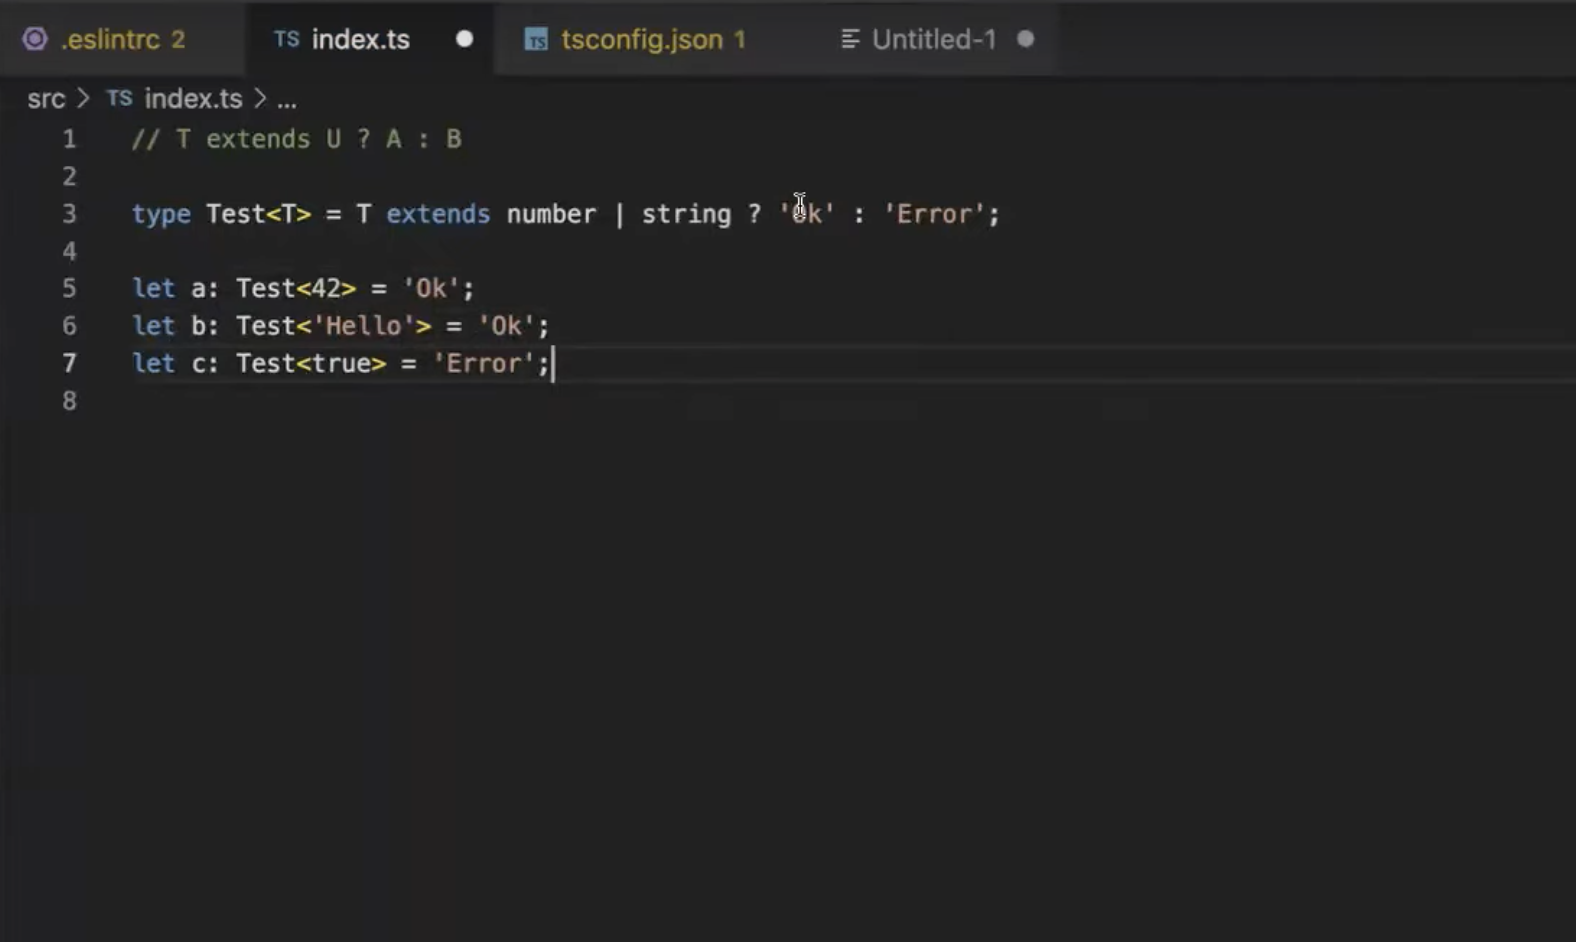 .eslintrc 2 TS index.ts TS tsconfig.json 1 Untitled-1
src > TS index.ts > ...
1 // T extends U ? A : B
2
3 type Test<T> = T extends number | string ? 'Ok' : 'Error';
4
5 let a: Test<42> = 'Ok';
6 let b: Test<'Hello'> = 'Ok';
7 let c: Test<true> = 'Error';
8